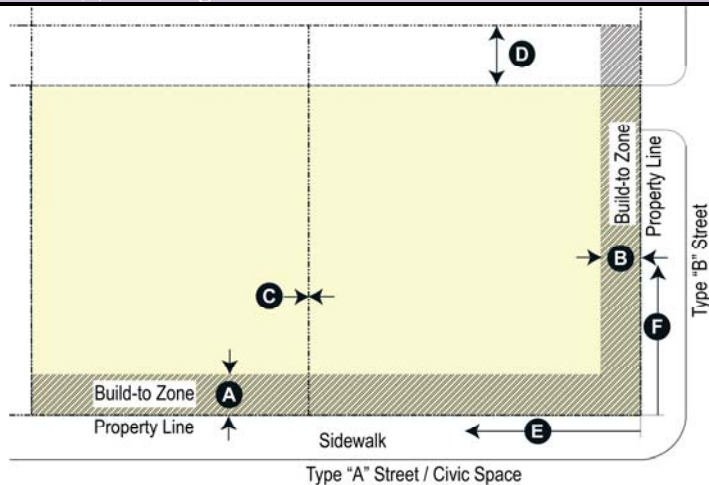 D
Build-to Zone
Property Line
B
Type "B" Street
C
F
Build-to Zone
A
Property Line
Sidewalk
E
Type "A" Street / Civic Space